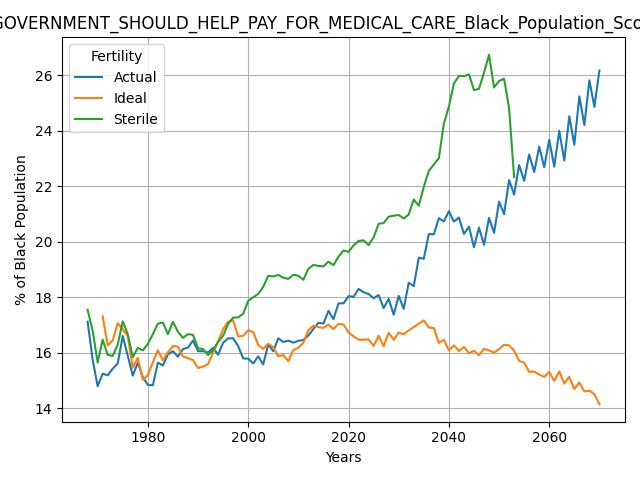 GOVERNMENT_SHOULD_HELP_PAY_FOR_MEDICAL_CARE_Black_Population_Sco
Fertility
Actual
Ideal
Sterile
% of Black Population
26
24
22
20
18
16
14
1980
2000
2020
2040
2060
Years